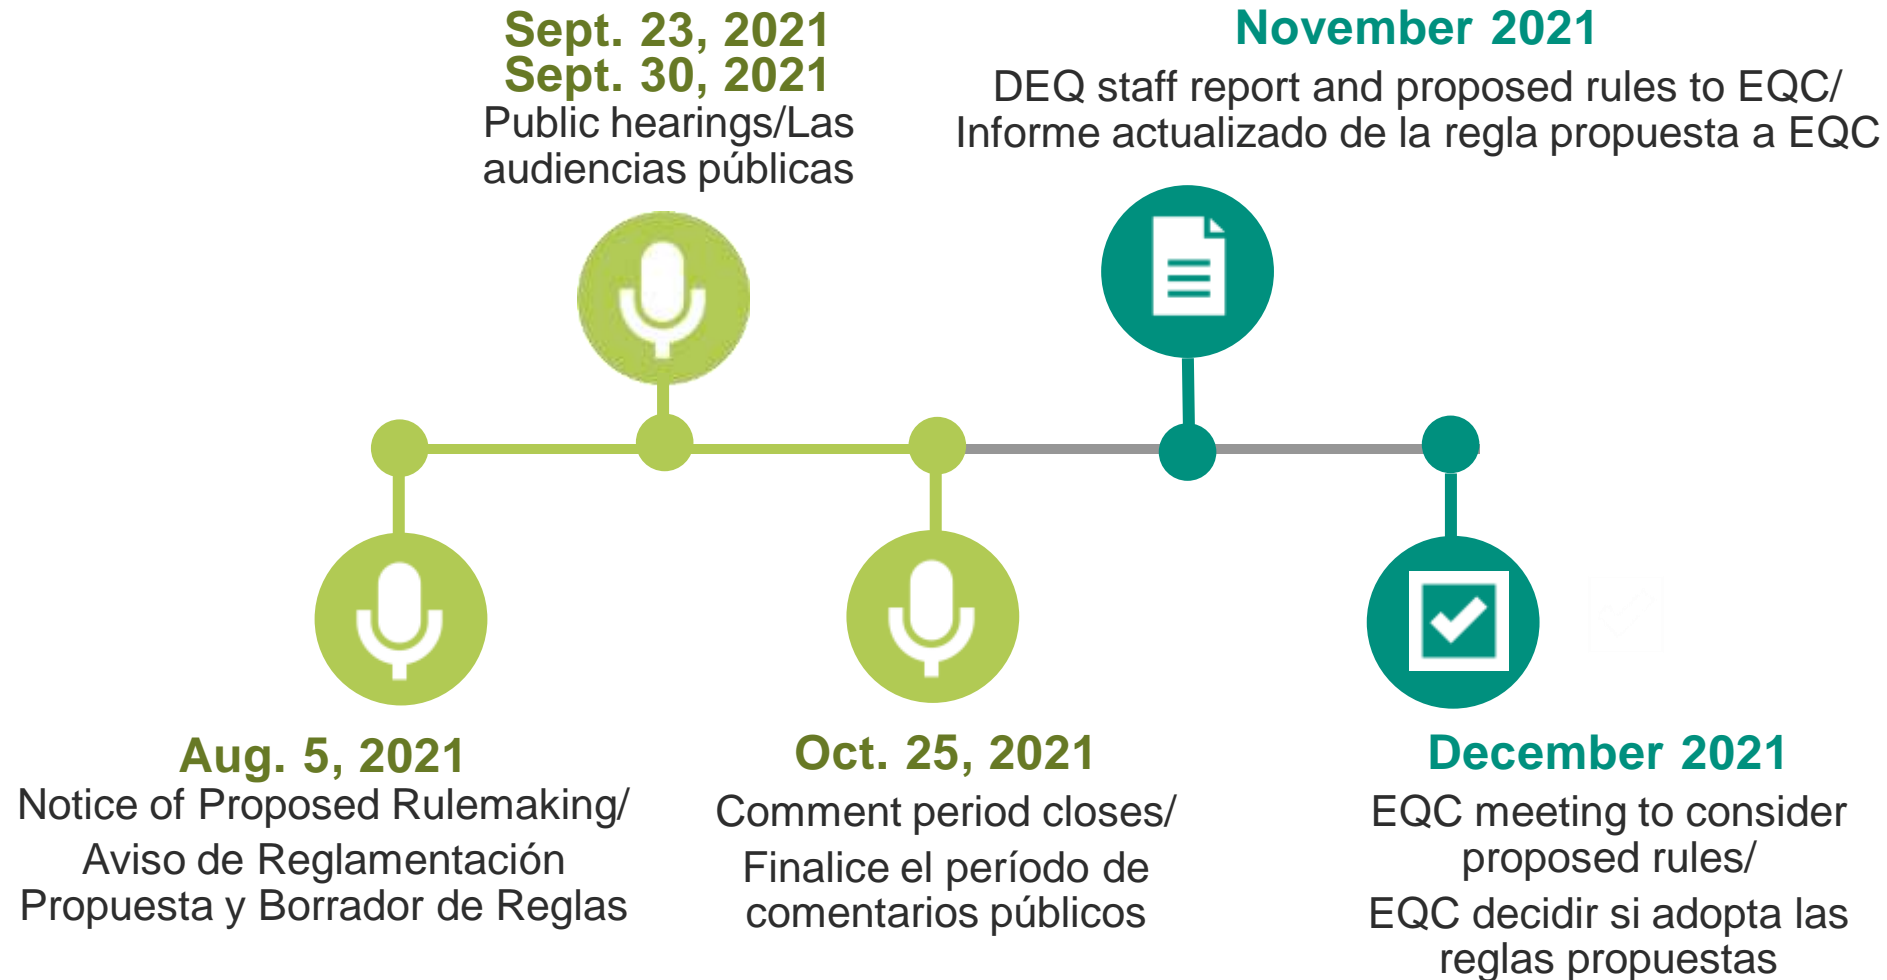 Sept. 23, 2021
Sept. 30, 2021
Public hearings/Las
audiencias públicas
November 2021
DEQ staff report and proposed rules to EQC/
Informe actualizado de la regla propuesta a EQC
Aug. 5, 2021
Notice of Proposed Rulemaking/
Aviso de Reglamentación
Propuesta y Borrador de Reglas
Oct. 25, 2021
Comment period closes/
Finalice el período de
comentarios públicos
December 2021
EQC meeting to consider
proposed rules/
EQC decidir si adopta las
reglas propuestas